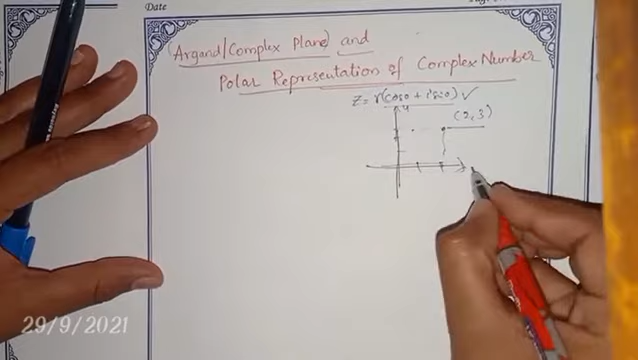 Date
(Argand/Complex Plane) and
Polar Representation of Complex Number
z = r(cosθ + i sinθ) ✓
y
(2,3)
29/9/2021